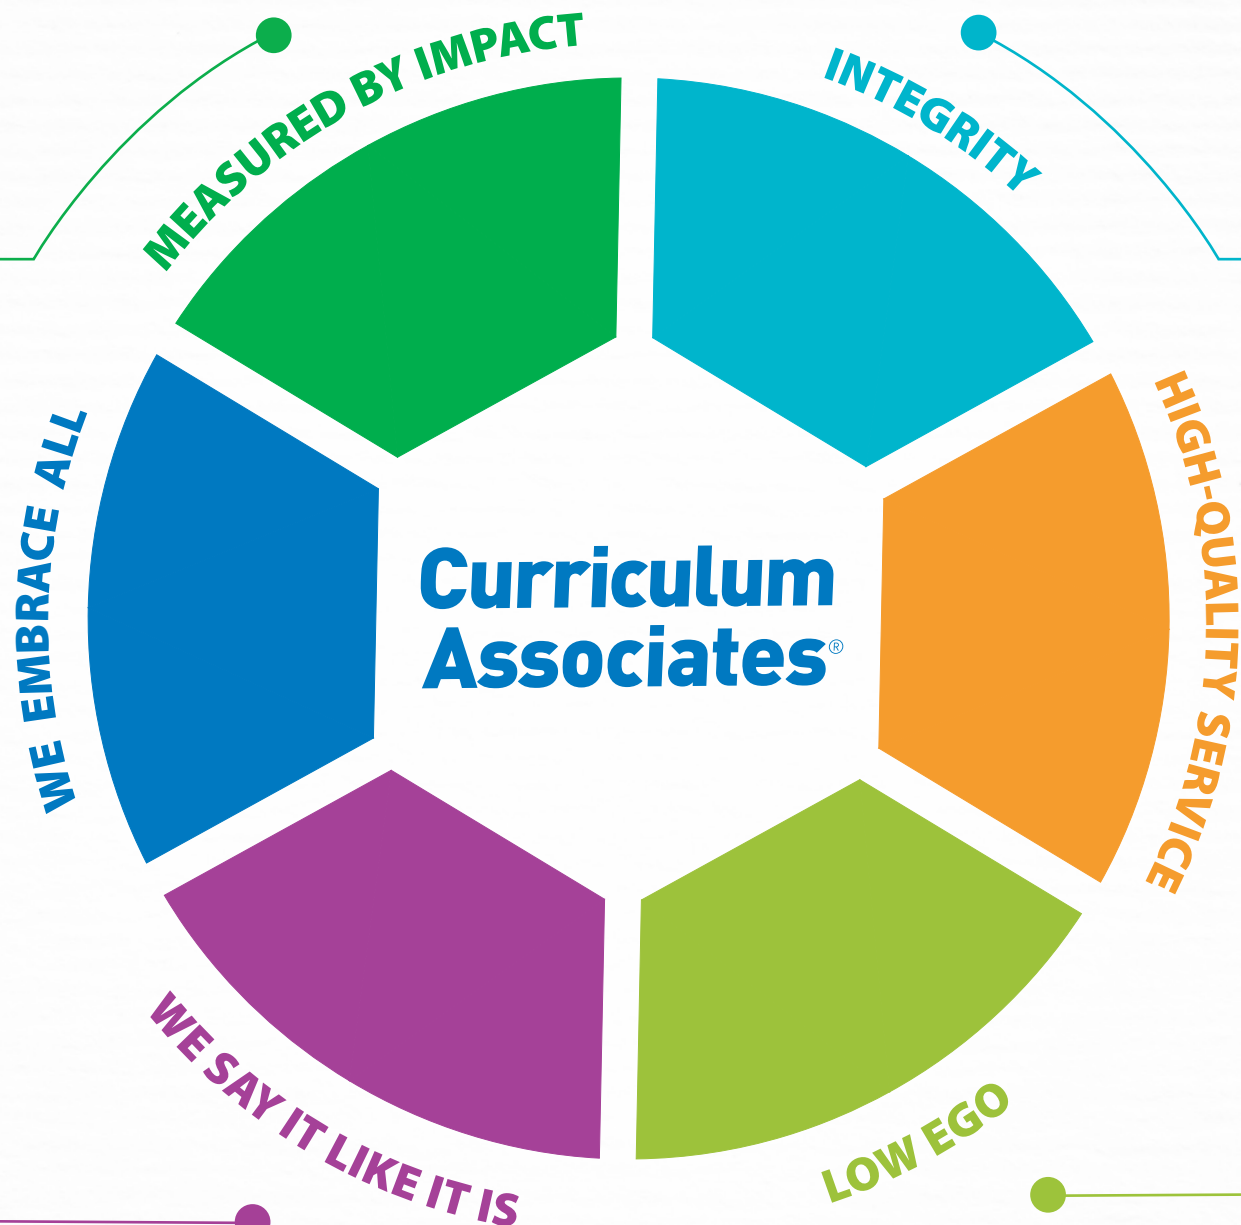 MEASURED BY IMPACT
INTEGRITY
HIGH-QUALITY SERVICE
LOW EGO
WE SAY IT LIKE IT IS
WE EMBRACE ALL
Curriculum
Associates®